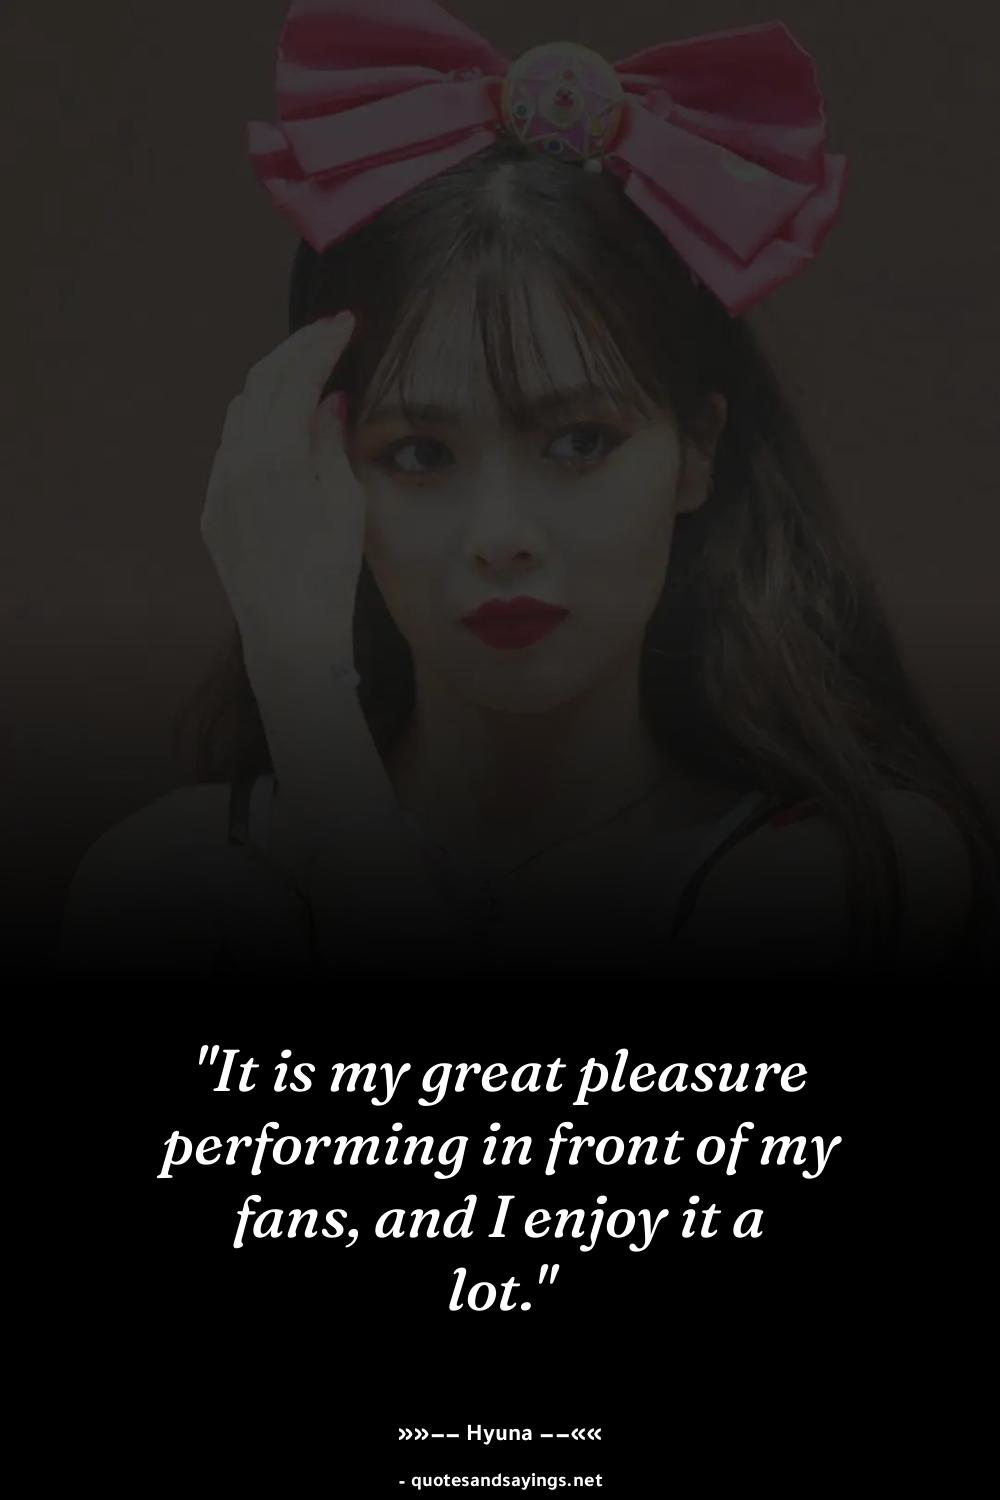 "It is my great pleasure
performing in front of my
fans, and I enjoy it a
lot."
»»−− Hyuna −−««
- quotesandsayings.net